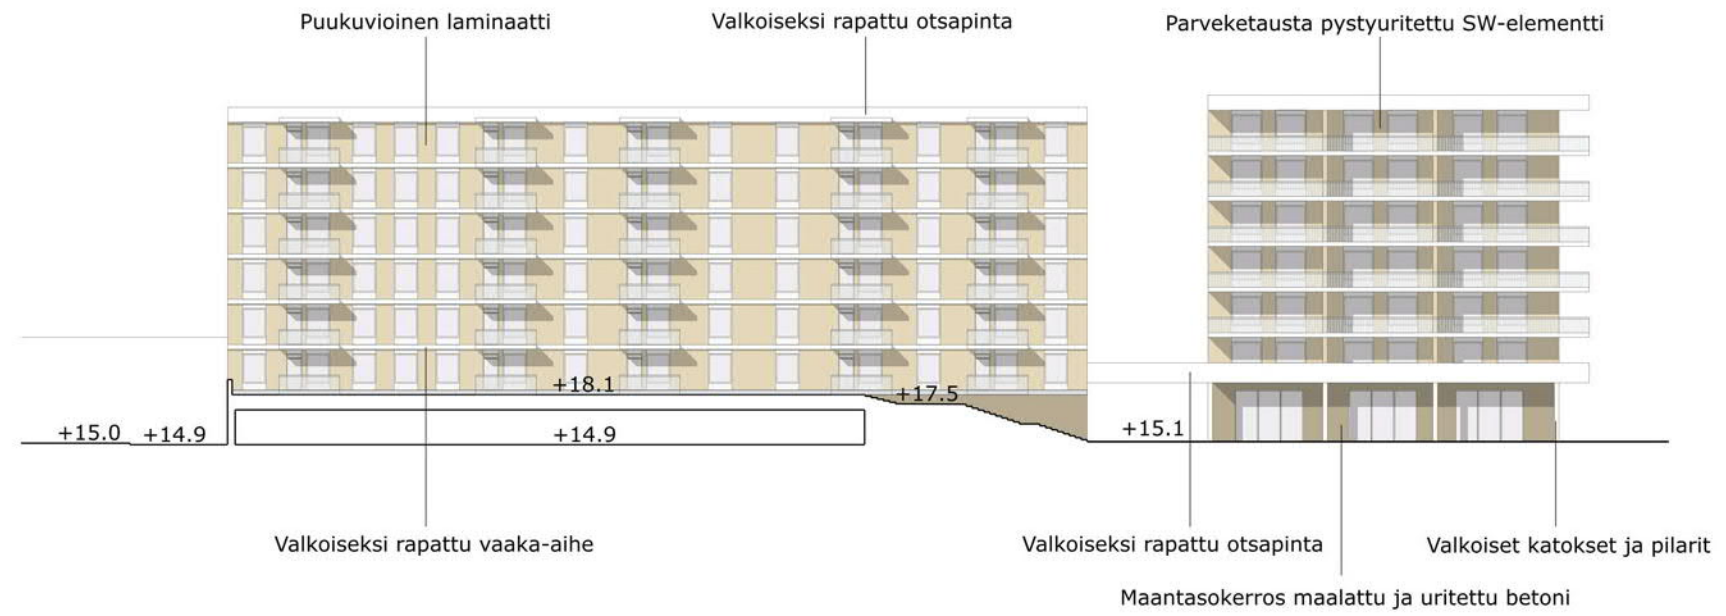 Puukuvioinen laminaatti
Valkoiseksi rapattu otsapinta
Parveketausta pystyuritettu SW-elementti
+18.1
+17.5
+15.0
+14.9
+14.9
+15.1
Valkoiseksi rapattu vaaka-aihe
Valkoiseksi rapattu otsapinta
Valkoiset katokset ja pilarit
Maantasokerros maalattu ja uritettu betoni